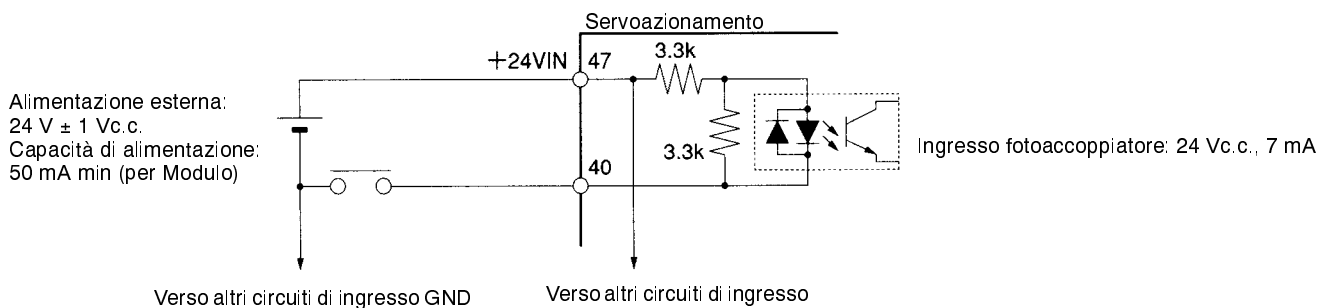 Servoazionamento
+24VIN 47
3.3k
Alimentazione esterna:
24 V ± 1 Vc.c.
Capacità di alimentazione:
50 mA min (per Modulo)
3.3k
Ingresso fotoaccoppiatore: 24 Vc.c., 7 mA
40
Verso altri circuiti di ingresso GND
Verso altri circuiti di ingresso